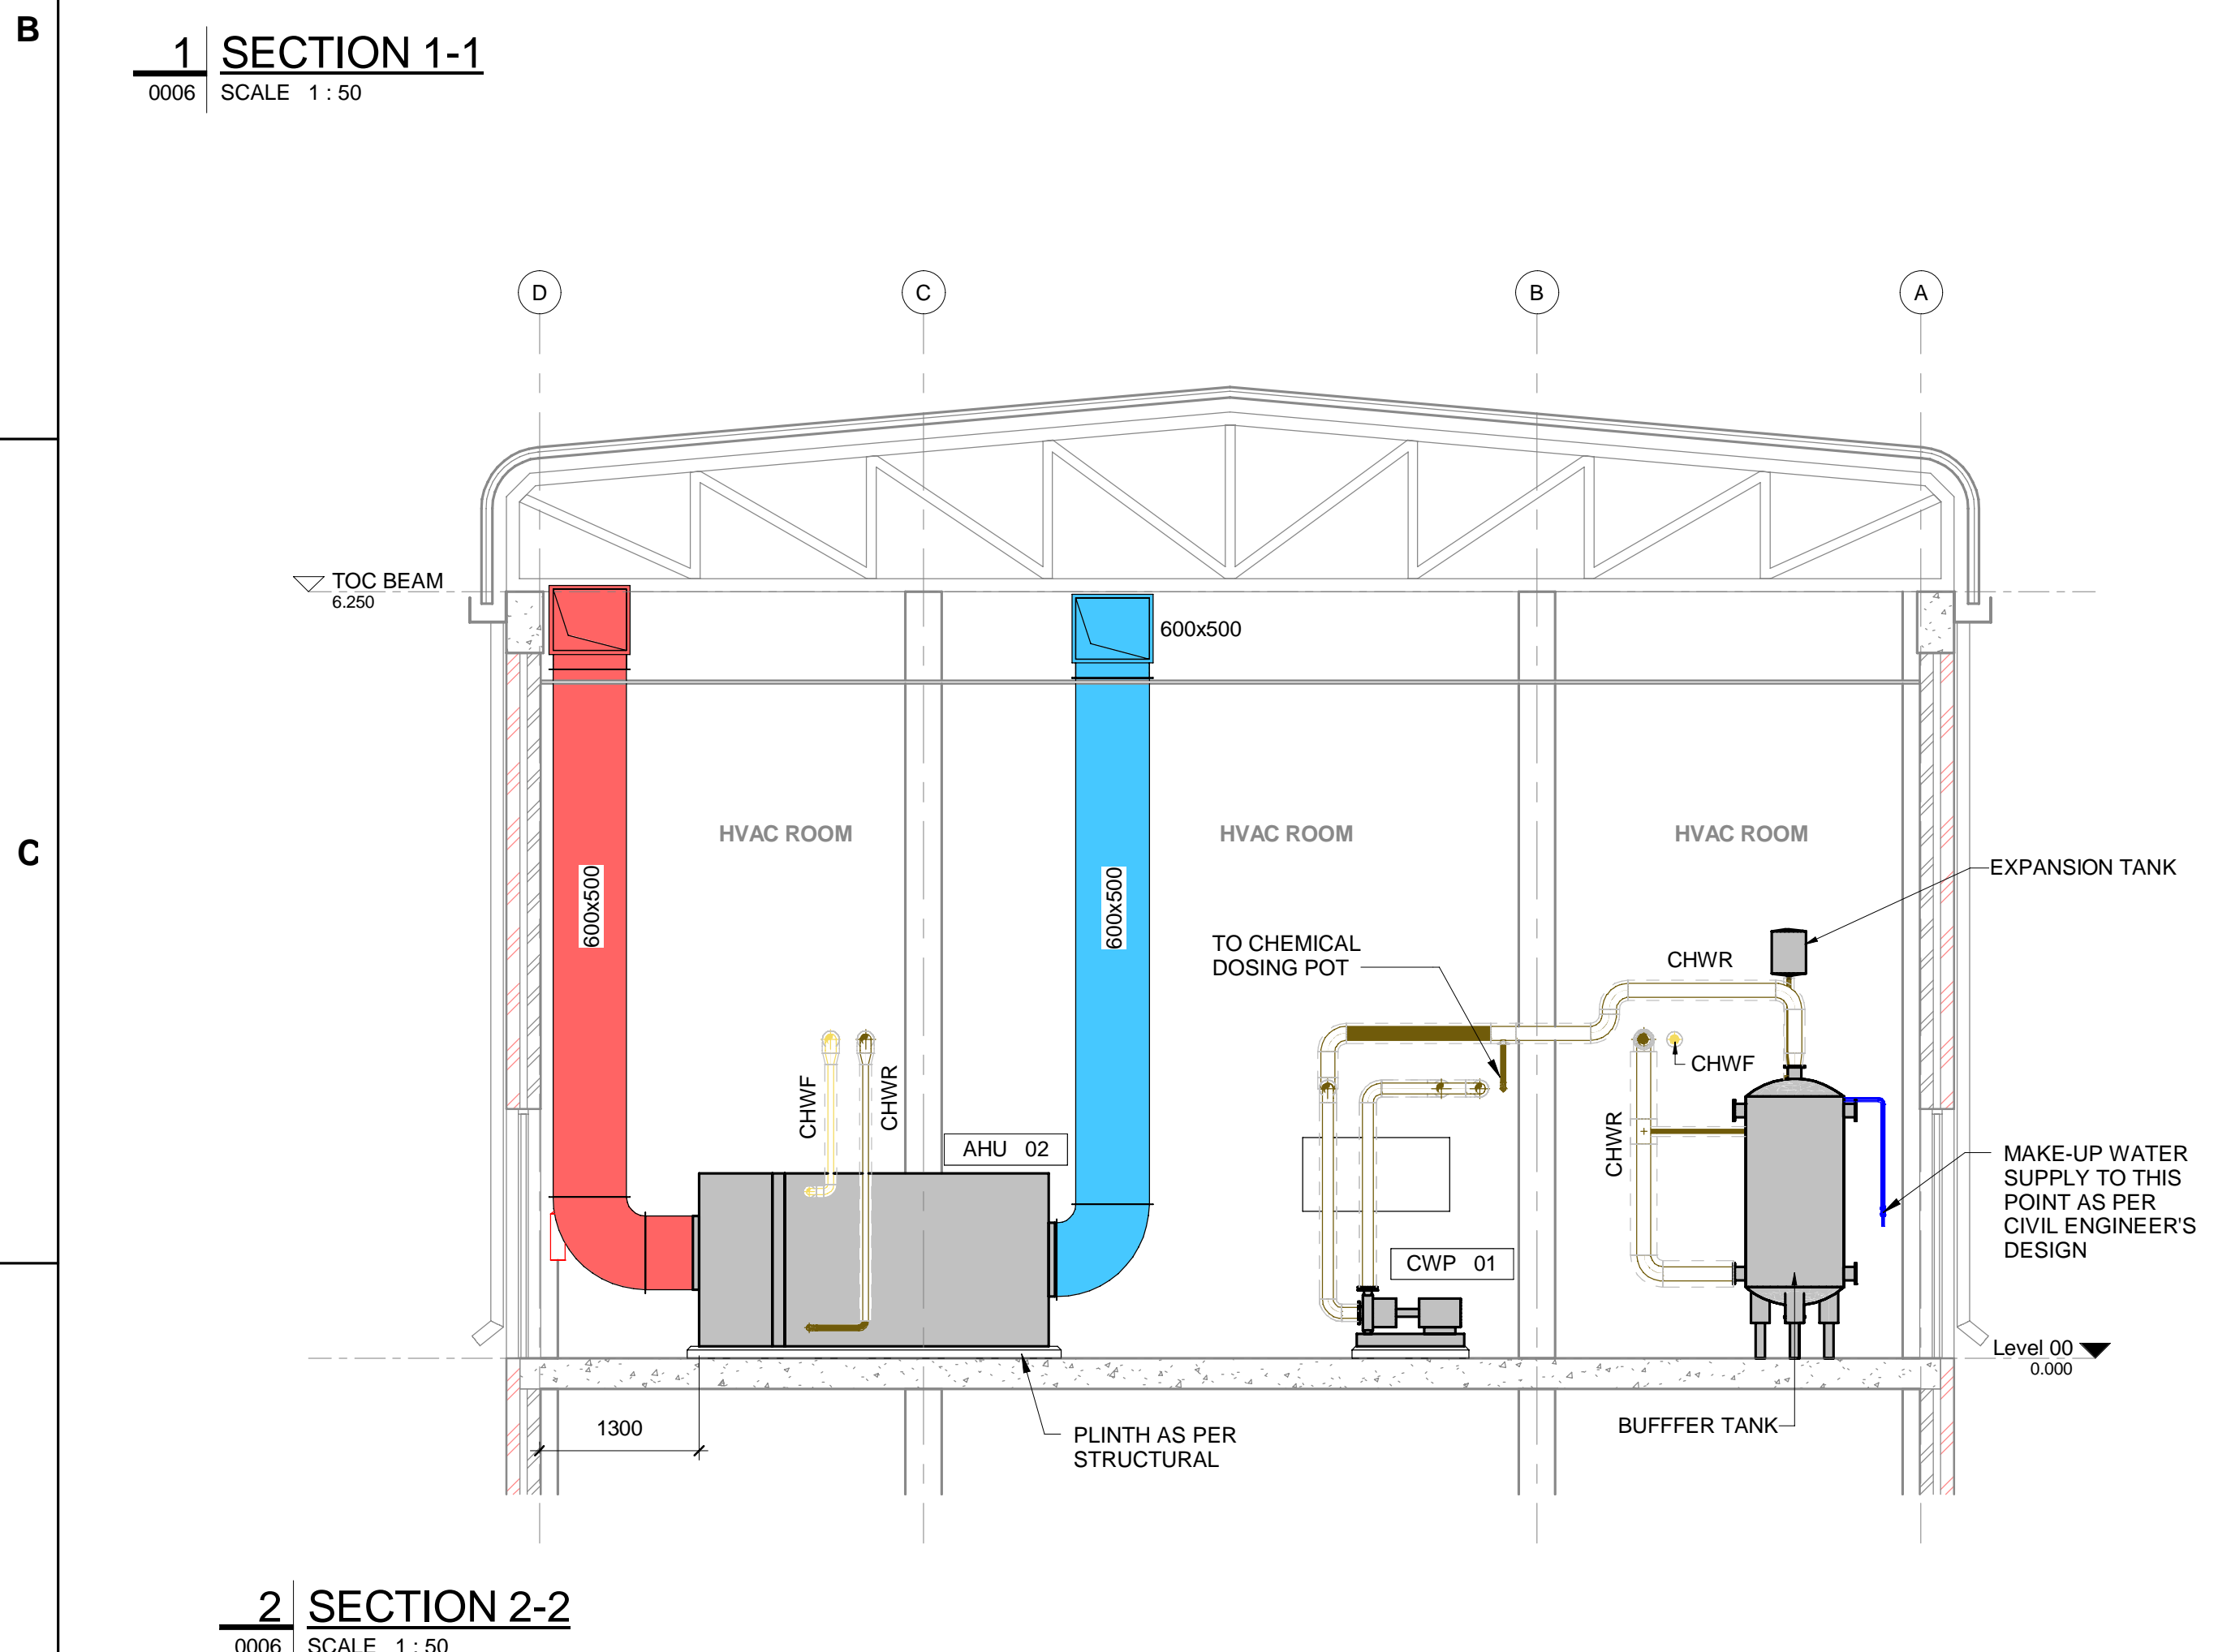 B
1 SECTION 1-1
0006 SCALE 1 : 50
D C B A
TOC BEAM
6.250
600x500
HVAC ROOM HVAC ROOM HVAC ROOM
C
EXPANSION TANK
600x500
600x500
TO CHEMICAL
DOSING POT
CHWR
CHWF
CHWF
CHWR
CHWR
AHU 02
MAKE-UP WATER
SUPPLY TO THIS
POINT AS PER
CIVIL ENGINEER'S
DESIGN
CWP 01
Level 00
0.000
1300
PLINTH AS PER
STRUCTURAL
BUFFFER TANK
2 SECTION 2-2
0006 SCALE 1 : 50